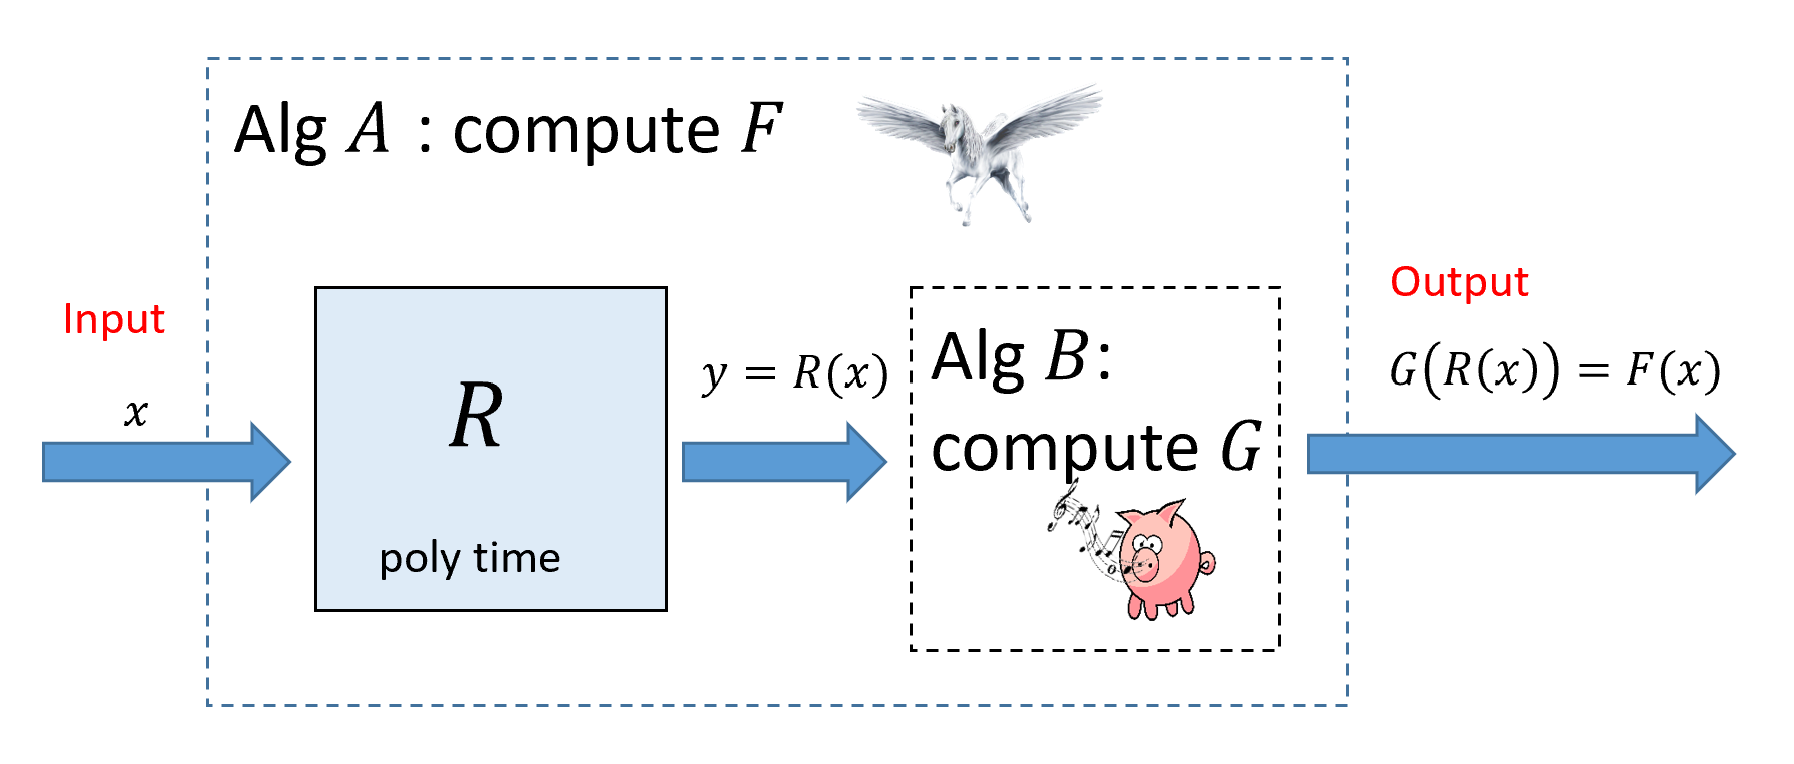 Alg A : compute F
Input
x
R
poly time
y = R(x)
Alg B:
compute G
Output
G(R(x)) = F(x)